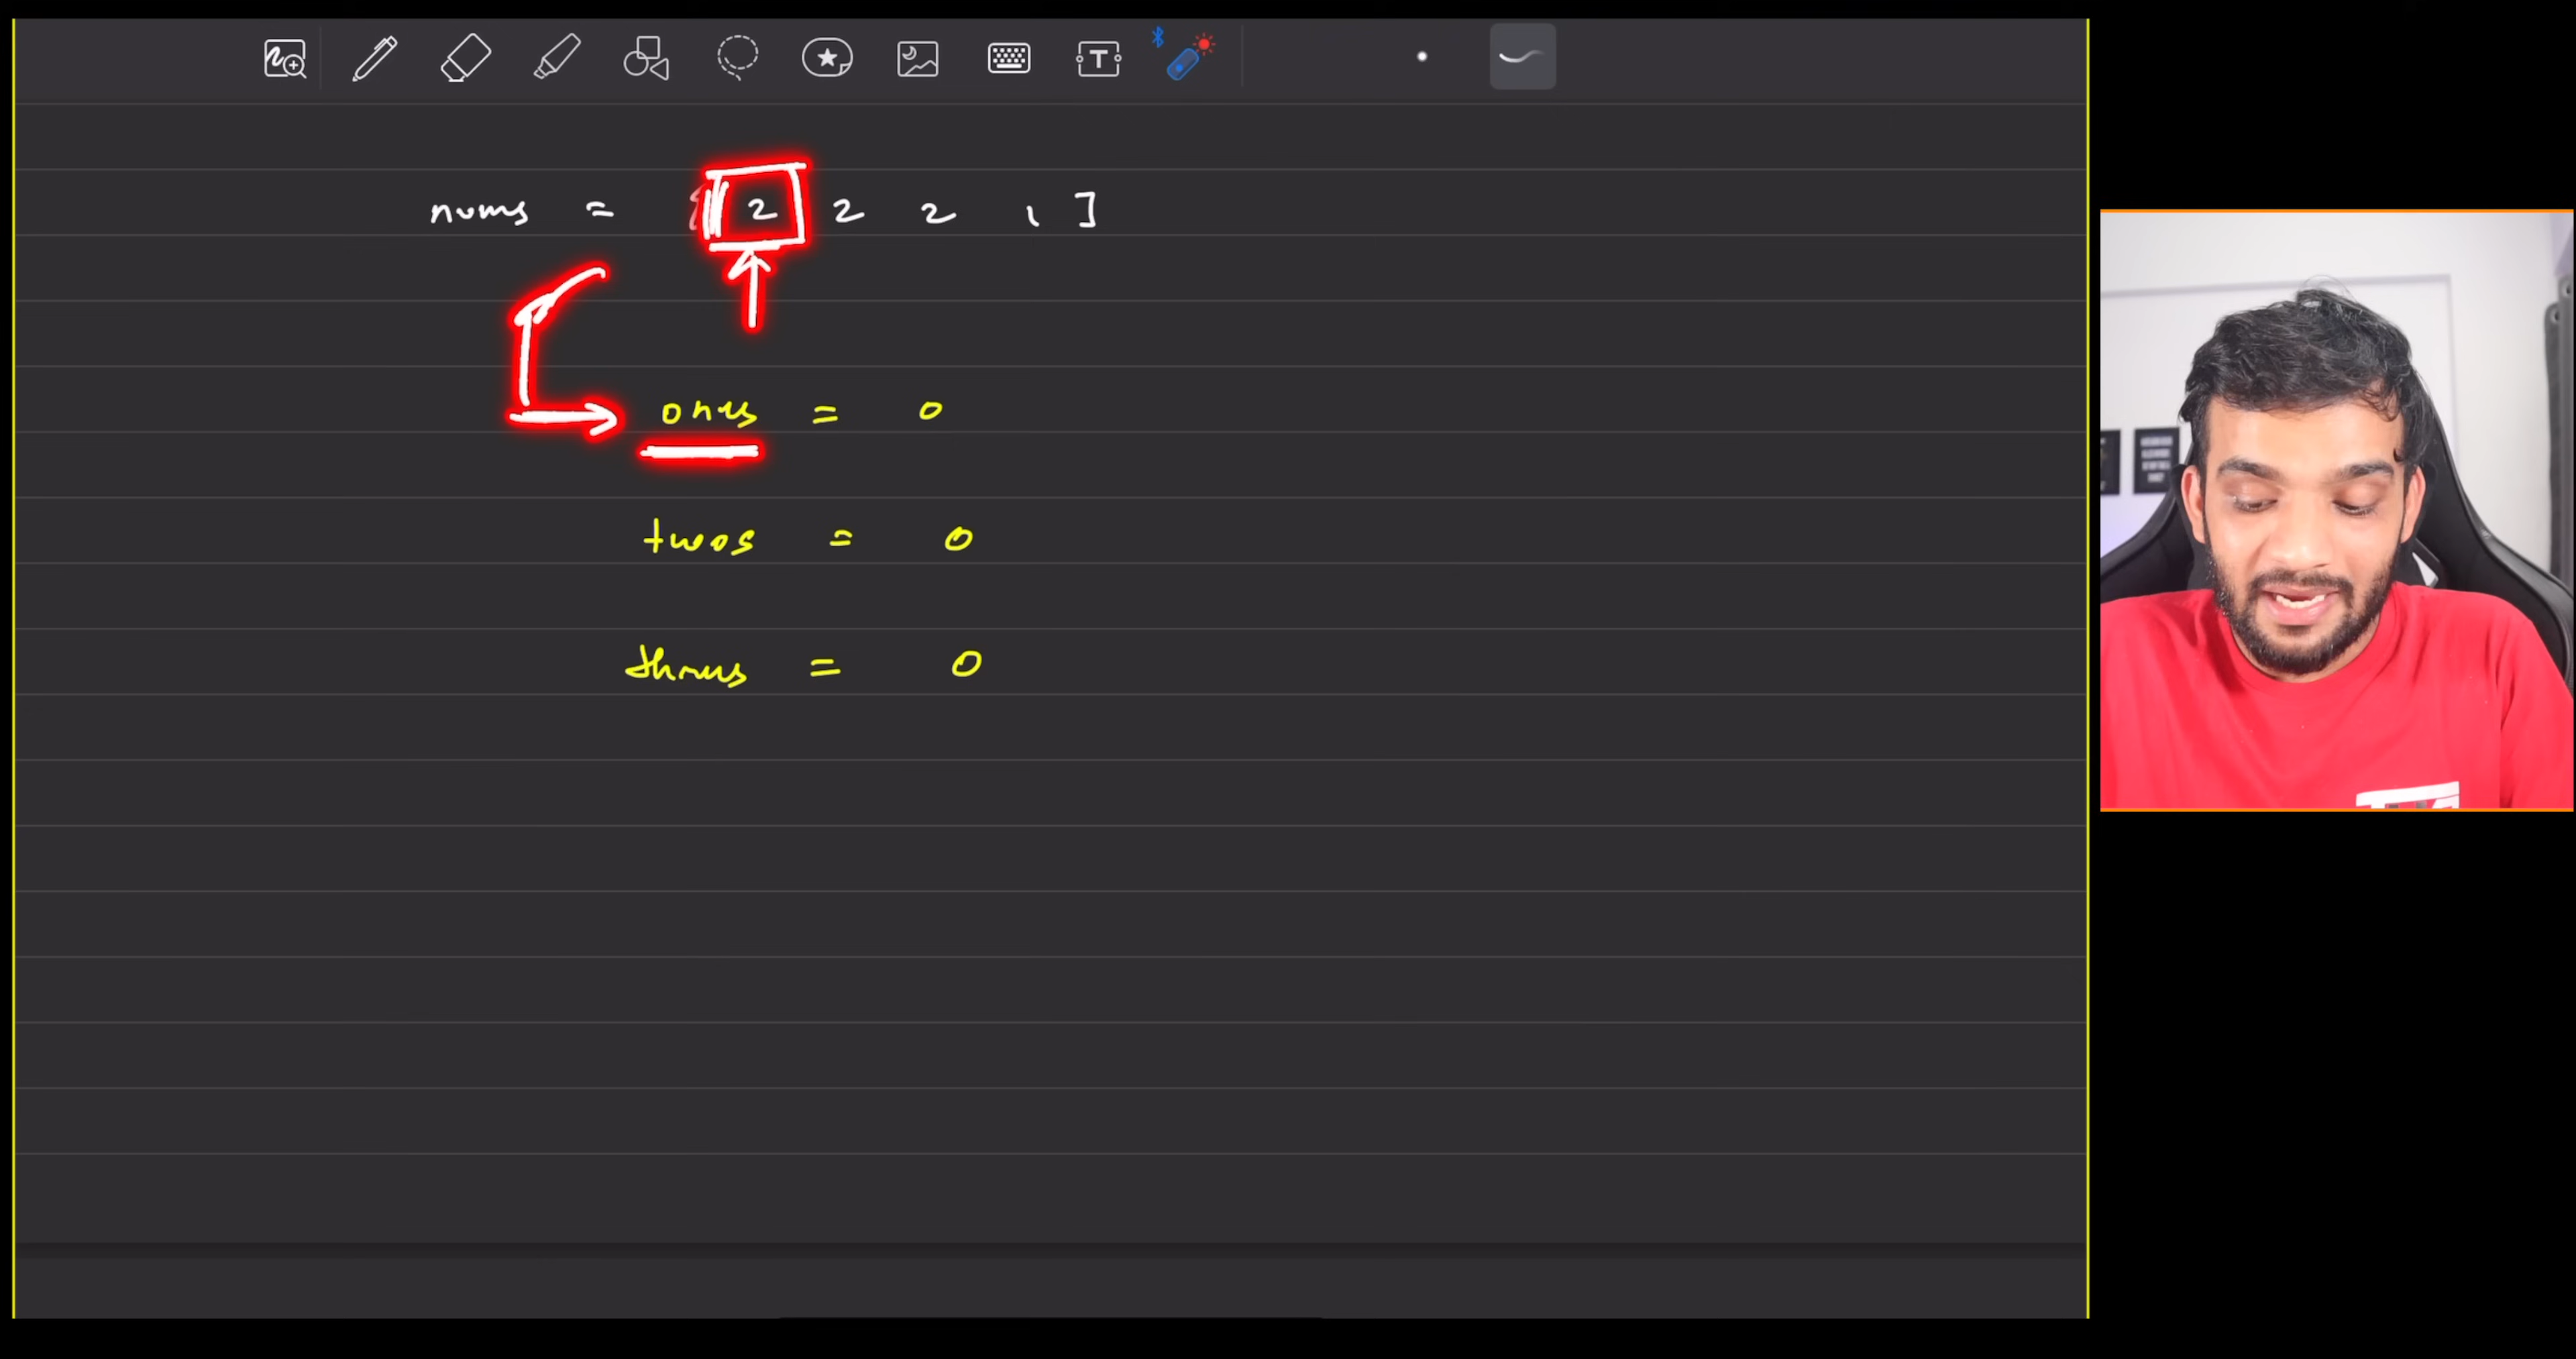 nums = [ 2 2 2 1 ]
ones = 0
twos = 0
threes = 0